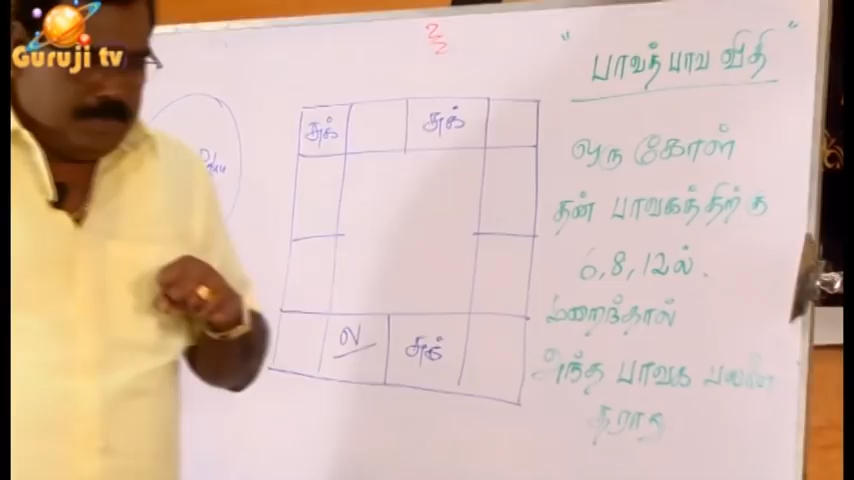 Guruji tv
" பாவத் பாவ விதி "
ஒரு கோள்
தன் பாவகத்திற்கு
6, 8, 12ல்.
மறைந்தால்
அந்த பாவக பலனை
தராது
சுக்
சுக்
ல
சுக்